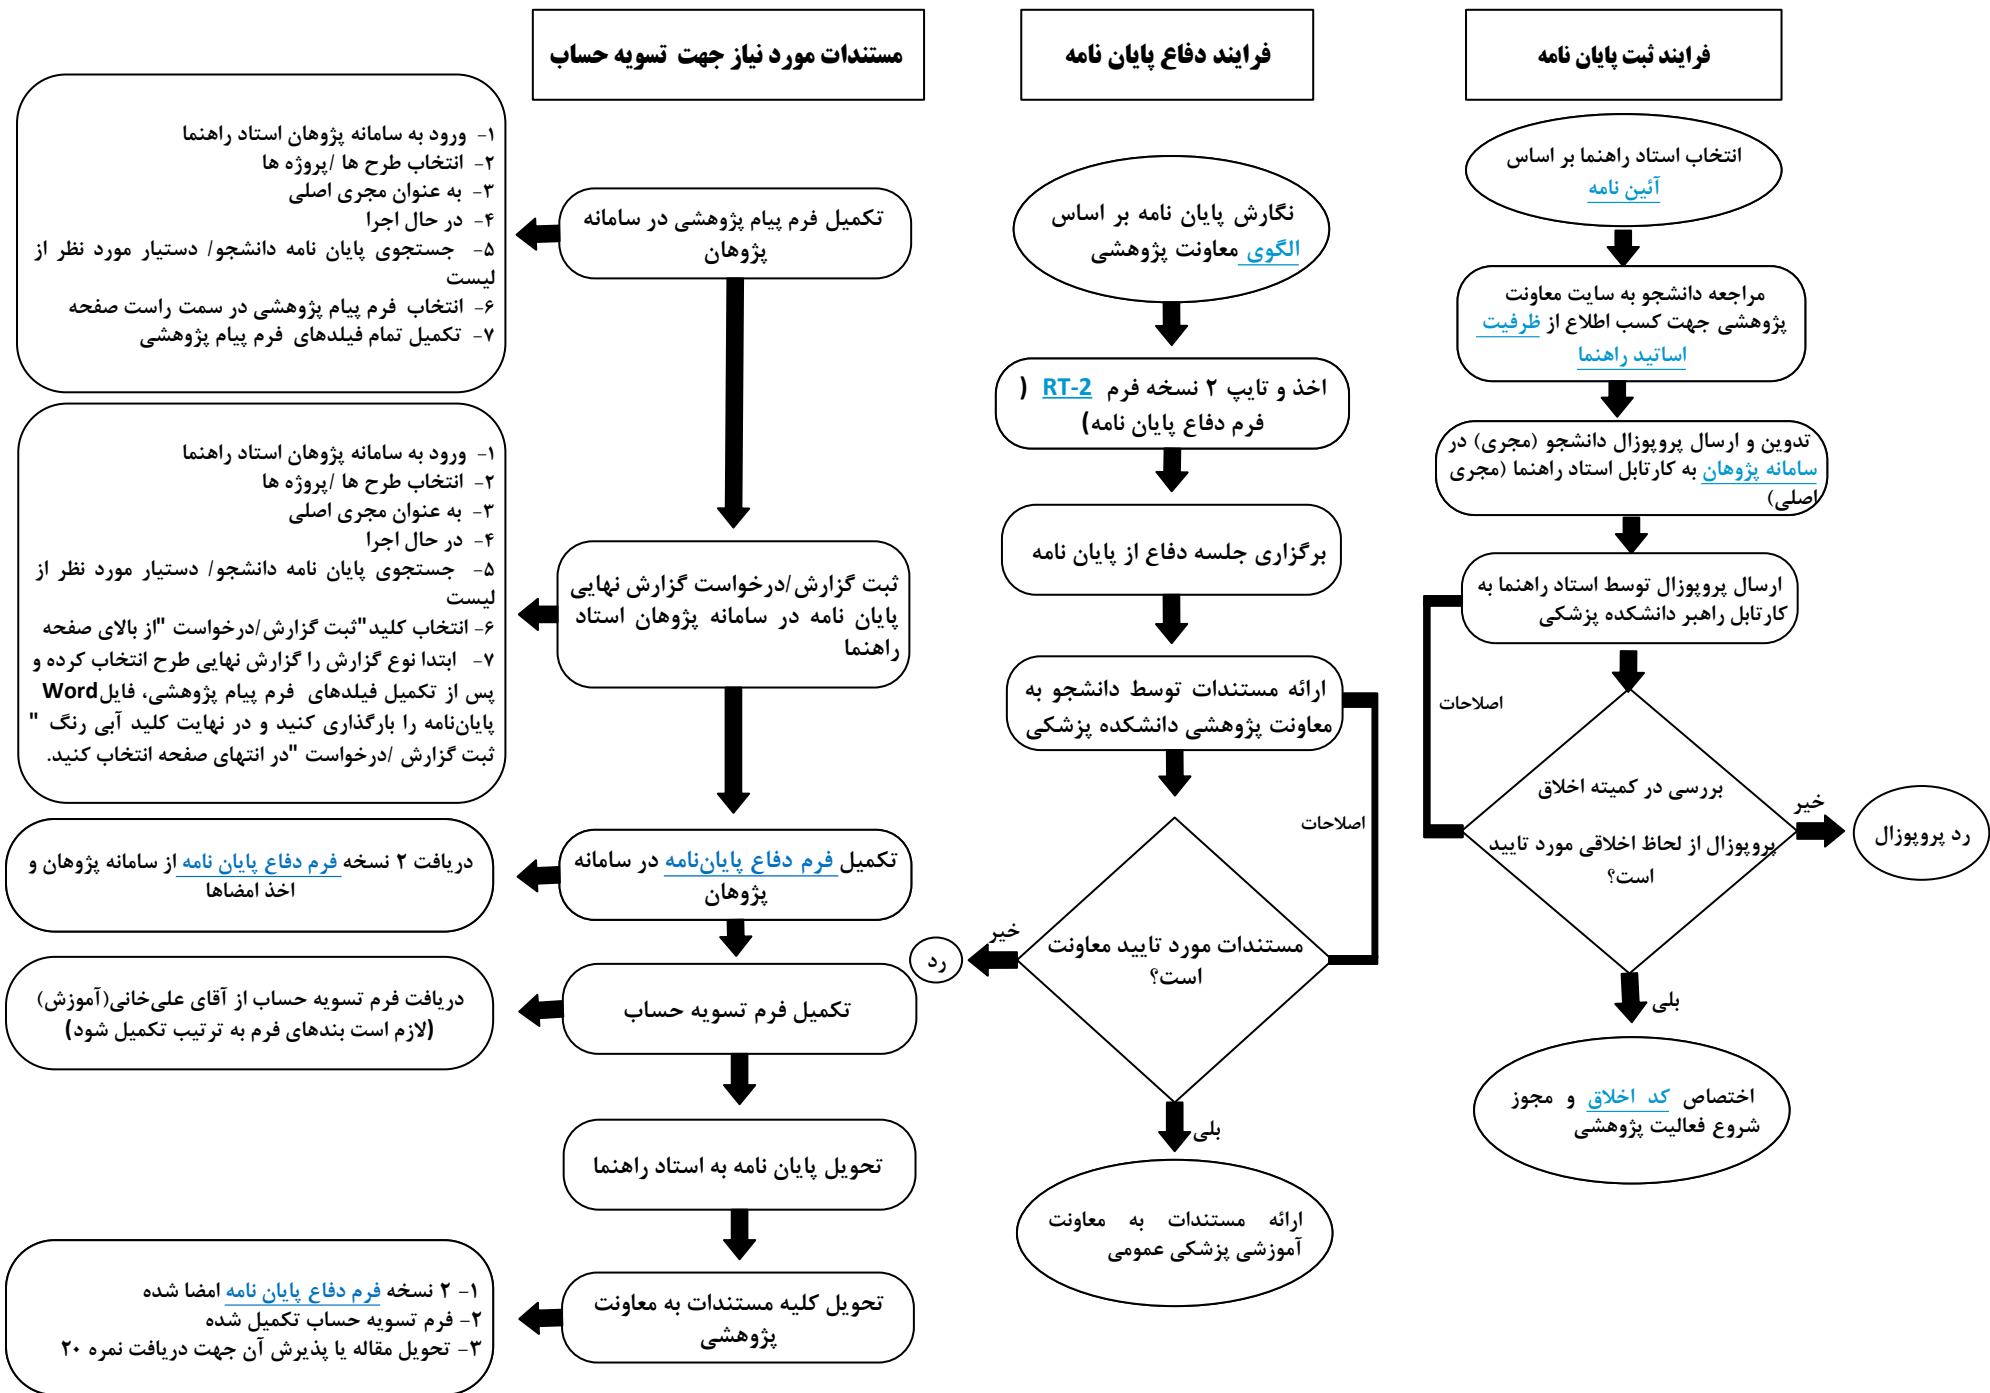 فرایند ثبت پایان نامه
انتخاب استاد راهنما بر اساس
آئین نامه
مراجعه دانشجو به سایت معاونت
پژوهشی جهت کسب اطلاع از ظرفیت
اساتید راهنما
تدوین و ارسال پروپوزال دانشجو (مجری) در
سامانه پژوهان به کارتابل استاد راهنما (مجری
اصلی)
ارسال پروپوزال توسط استاد راهنما به
کارتابل راهبر دانشکده پزشکی
اصلاحات
بررسی در کمیته اخلاق
پروپوزال از لحاظ اخلاقی مورد تایید
است؟
خیر
رد پروپوزال
بلی
اختصاص کد اخلاق و مجوز
شروع فعالیت پژوهشی
فرایند دفاع پایان نامه
نگارش پایان نامه بر اساس
الگوی معاونت پژوهشی
اخذ و تایپ ۲ نسخه فرم RT-2 (
فرم دفاع پایان نامه)
برگزاری جلسه دفاع از پایان نامه
ارائه مستندات توسط دانشجو به
معاونت پژوهشی دانشکده پزشکی
اصلاحات
مستندات مورد تایید معاونت
است؟
خیر
رد
بلی
ارائه مستندات به معاونت
آموزشی پزشکی عمومی
مستندات مورد نیاز جهت تسویه حساب
تکمیل فرم پیام پژوهشی در سامانه
پژوهان
۱- ورود به سامانه پژوهان استاد راهنما
۲- انتخاب طرح ها /پروژه ها
۳- به عنوان مجری اصلی
۴- در حال اجرا
۵- جستجوی پایان نامه دانشجو/ دستیار مورد نظر از
لیست
۶- انتخاب فرم پیام پژوهشی در سمت راست صفحه
۷- تکمیل تمام فیلدهای فرم پیام پژوهشی
ثبت گزارش/درخواست گزارش نهایی
پایان نامه در سامانه پژوهان استاد
راهنما
۱- ورود به سامانه پژوهان استاد راهنما
۲- انتخاب طرح ها /پروژه ها
۳- به عنوان مجری اصلی
۴- در حال اجرا
۵- جستجوی پایان نامه دانشجو/ دستیار مورد نظر از
لیست
۶- انتخاب کلید"ثبت گزارش/درخواست "از بالای صفحه
۷- ابتدا نوع گزارش را گزارش نهایی طرح انتخاب کرده و
پس از تکمیل فیلدهای فرم پیام پژوهشی، فایلWord
پایان‌نامه را بارگذاری کنید و در نهایت کلید آبی رنگ "
ثبت گزارش /درخواست "در انتهای صفحه انتخاب کنید.
تکمیل فرم دفاع پایان‌نامه در سامانه
پژوهان
دریافت ۲ نسخه فرم دفاع پایان نامه از سامانه پژوهان و
اخذ امضاها
تکمیل فرم تسویه حساب
دریافت فرم تسویه حساب از آقای علی‌خانی(آموزش)
(لازم است بندهای فرم به ترتیب تکمیل شود)
تحویل پایان نامه به استاد راهنما
تحویل کلیه مستندات به معاونت
پژوهشی
۱- ۲ نسخه فرم دفاع پایان نامه امضا شده
۲- فرم تسویه حساب تکمیل شده
۳- تحویل مقاله یا پذیرش آن جهت دریافت نمره ۲۰